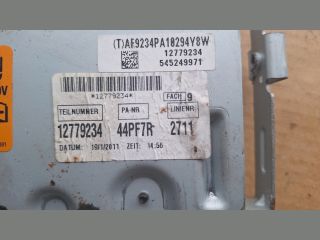 (T)AE9234PA10294Y8W
12779234
545249971
*12779234*
FACH 9
TEILNUMMER PA-NR. LINIENR.
12779234 44PF7R 2711
DATUM: 19/1/2011 ZEIT: 14:56